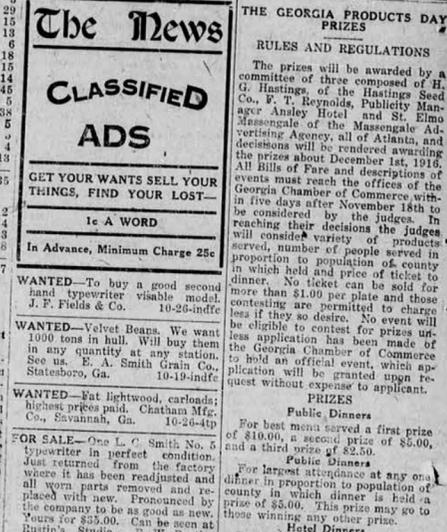 The News
CLASSIFIED
ADS
GET YOUR WANTS SELL YOUR
THINGS, FIND YOUR LOST—
1c A WORD
In Advance, Minimum Charge 25c
WANTED—To buy a good second
hand typewriter visable model.
J. F. Fields & Co. 10-26-indfc
WANTED—Velvet Beans. We want
1000 tons in hull. Will buy them
in any quantity at any station.
See us. E. A. Smith Grain Co.,
Statesboro, Ga. 10-19-indfc
WANTED—Fat lightwood, carloads;
highest prices paid. Chatham Mfg.
Co., Savannah, Ga. 10-26-4tp
FOR SALE—One L. C. Smith No. 5
typewriter in perfect condition.
Just returned from the factory
where it has been readjusted and
all worn parts removed and re-
placed with new. Pronounced by
the company to be as good as new.
Yours for $35.00. Can be seen at
THE GEORGIA PRODUCTS DAY
PRIZES
RULES AND REGULATIONS
The prizes will be awarded by a
committee of three composed of H.
G. Hastings, of the Hastings Seed
Co., F. T. Reynolds, Publicity Man-
ager Ansley Hotel and St. Elmo
Massengale of the Massengale Ad-
vertising Agency, all of Atlanta, and
decisions will be rendered awarding
the prizes about December 1st, 1916.
All Bills of Fare and descriptions of
events must reach the offices of the
Georgia Chamber of Commerce with-
in five days after November 18th to
be considered by the judges. In
reaching their decisions the judges
will consider variety of products
served, number of people served in
proportion to population of county
in which held and price of ticket to
dinner. No ticket can be sold for
more than $1.00 per plate and those
contesting are permitted to charge
less if they so desire. No event will
be eligible to contest for prizes un-
less application has been made of
the Georgia Chamber of Commerce
to hold an official event, which ap-
plication will be granted upon re-
quest without expense to applicant.
PRIZES
Public Dinners
For best menu served a first prize
of $10.00, a second prize of $5.00,
and a third prize of $2.50.
Public Dinners
For largest attendance at any one
dinner in proportion to population of
county in which dinner is held a
prize of $5.00. This prize may go to
those winning any other prize.
Hotel Dinners